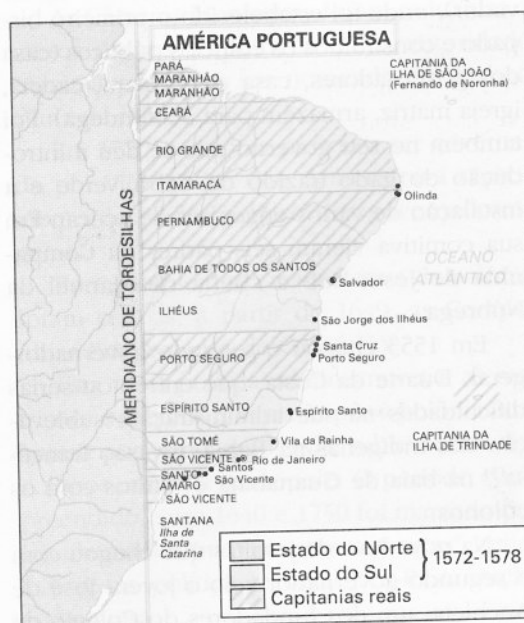 AMÉRICA PORTUGUESA
PARÁ
MARANHÃO
MARANHÃO
CEARÁ
CAPITANIA DA
ILHA DE SÃO JOÃO
(Fernando de Noronha)
RIO GRANDE
ITAMARACÁ
Olinda
PERNAMBUCO
MERIDIANO DE TORDESILHAS
BAHIA DE TODOS OS SANTOS
Salvador
OCEANO
ATLÂNTICO
ILHÉUS
São Jorge dos Ilhéus
Santa Cruz
Porto Seguro
PORTO SEGURO
ESPÍRITO SANTO
Espírito Santo
SÃO TOMÉ
Vila da Rainha
CAPITANIA DA
ILHA DE TRINDADE
SÃO VICENTE
Rio de Janeiro
SANTO
AMARO
Santos
São Vicente
SÃO VICENTE
SANTANA
Ilha de
Santa
Catarina
Estado do Norte
Estado do Sul
1572-1578
Capitanias reais